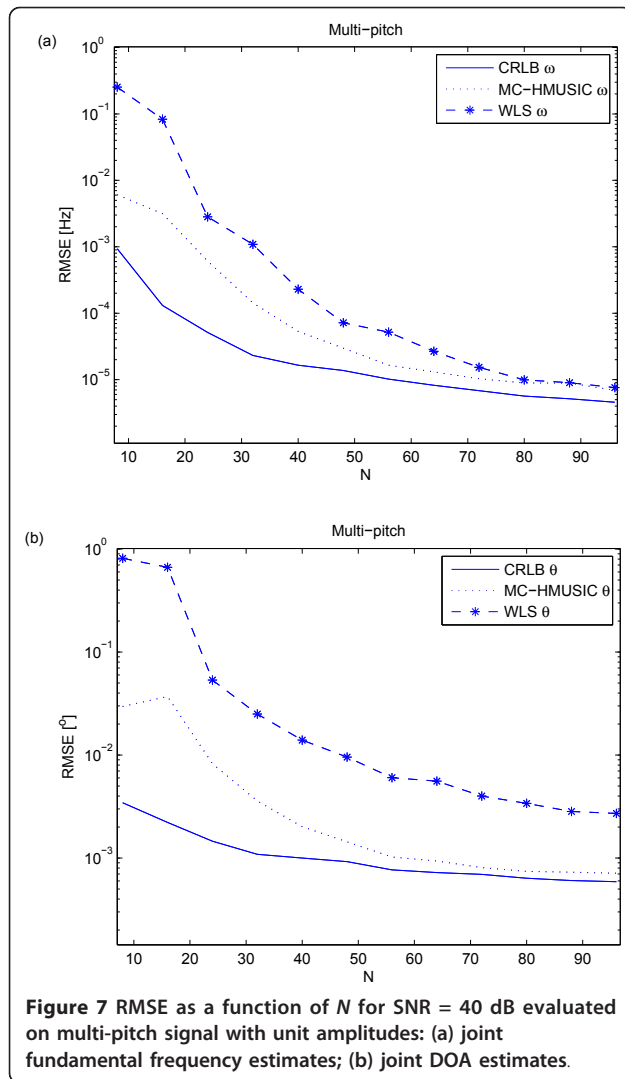 (a)
Multi−pitch
10^0
10^−1
10^−2
10^−3
10^−4
10^−5
RMSE [Hz]
CRLB ω
MC−HMUSIC ω
WLS ω
10 20 30 40 50 60 70 80 90
N
(b)
Multi−pitch
10^0
10^−1
10^−2
10^−3
RMSE [°]
CRLB θ
MC−HMUSIC θ
WLS θ
10 20 30 40 50 60 70 80 90
N
Figure 7 RMSE as a function of N for SNR = 40 dB evaluated
on multi-pitch signal with unit amplitudes: (a) joint
fundamental frequency estimates; (b) joint DOA estimates.